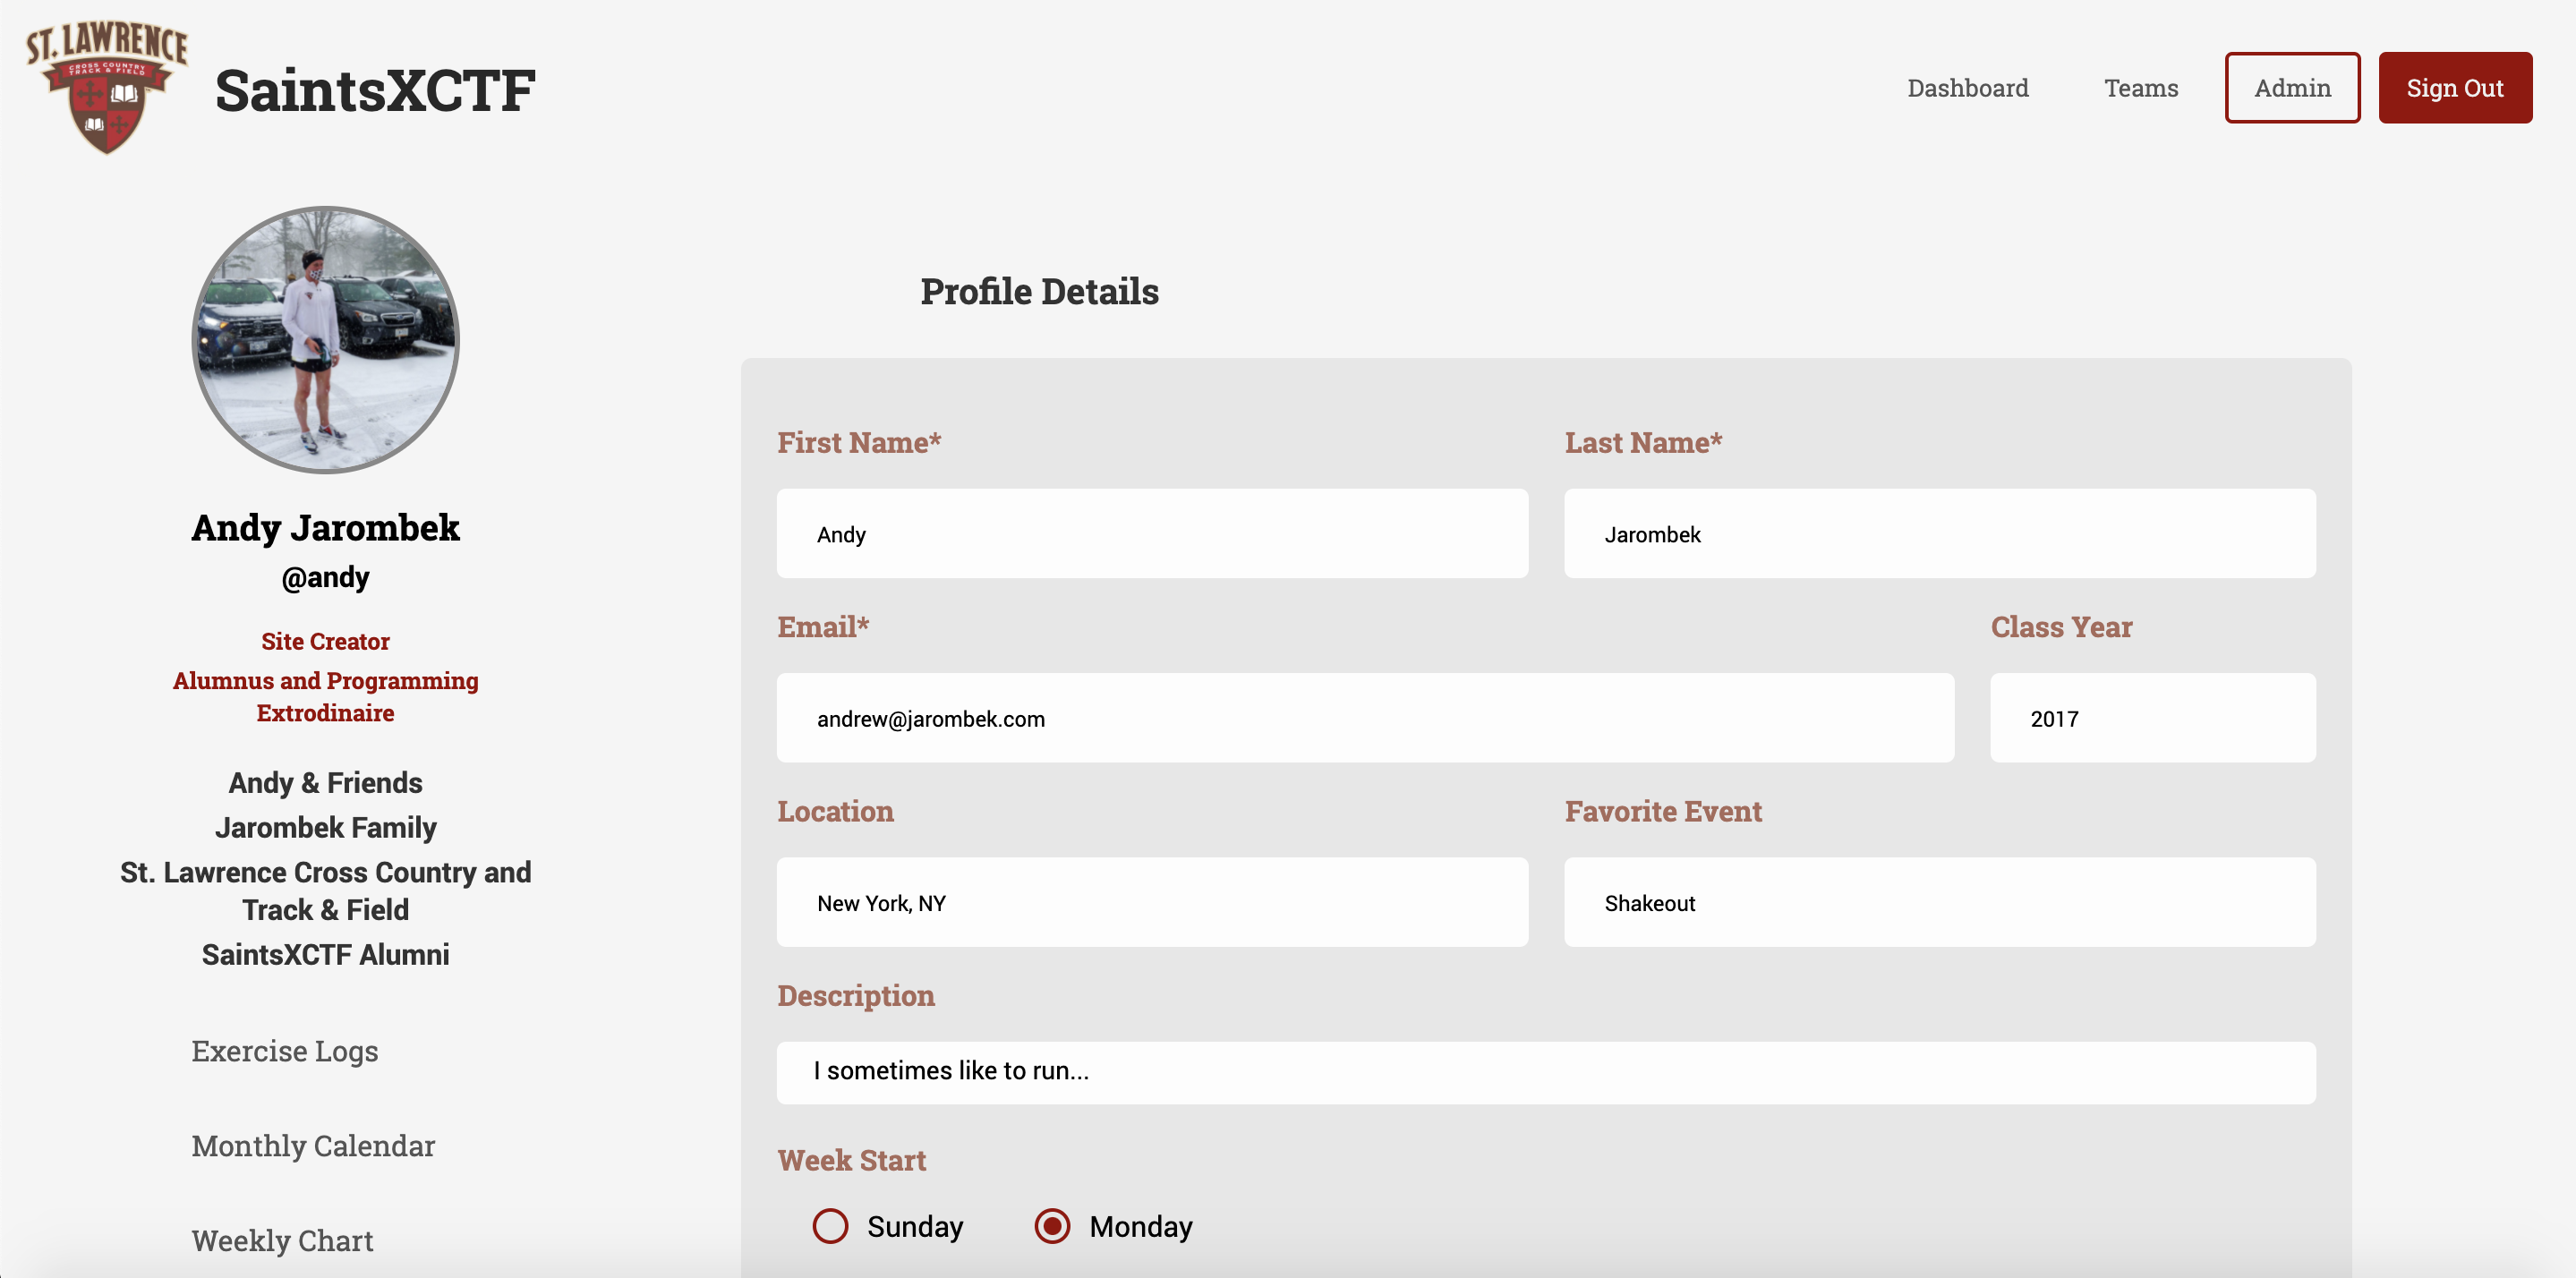 ST. LAWRENCE
CROSS COUNTRY
TRACK & FIELD
SaintsXCTF
Dashboard
Teams
Admin
Sign Out
Andy Jarombek
@andy
Site Creator
Alumnus and Programming
Extrodinaire
Andy & Friends
Jarombek Family
St. Lawrence Cross Country and
Track & Field
SaintsXCTF Alumni
Exercise Logs
Monthly Calendar
Weekly Chart
Profile Details
First Name*
Last Name*
Andy
Jarombek
Email*
Class Year
andrew@jarombek.com
2017
Location
Favorite Event
New York, NY
Shakeout
Description
I sometimes like to run...
Week Start
Sunday
Monday